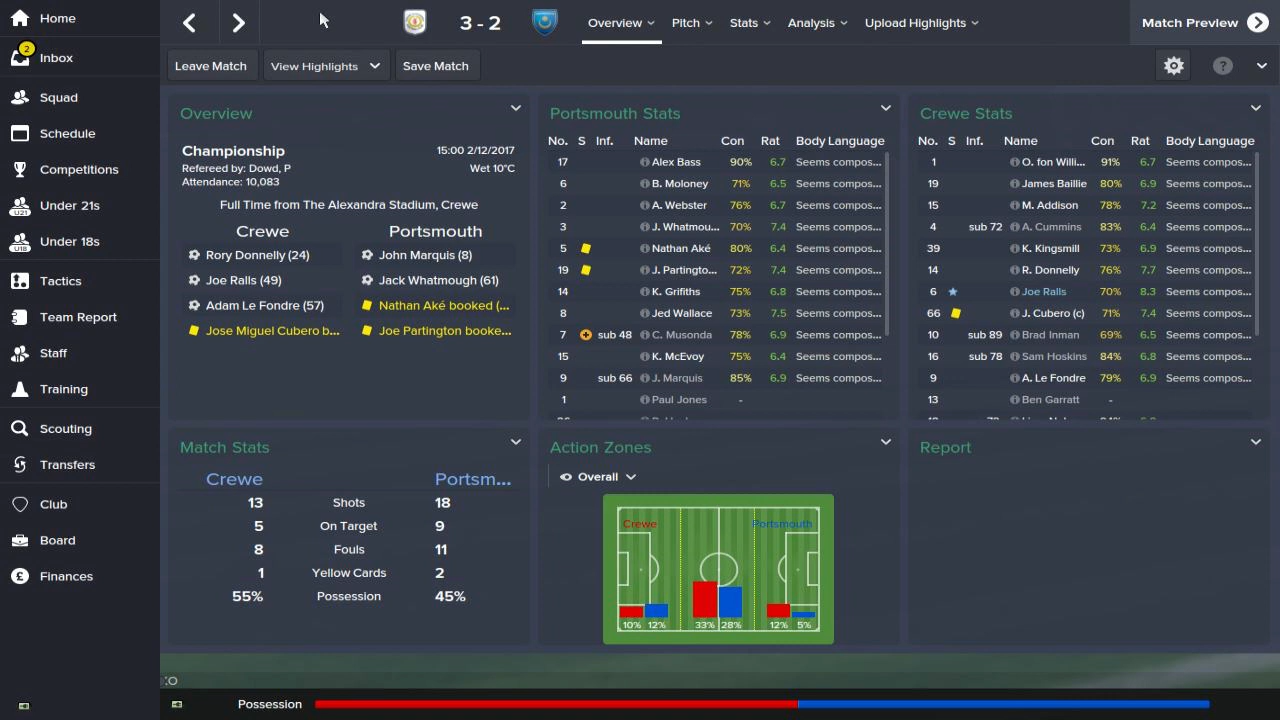 Home
2
Inbox
Squad
Schedule
Competitions
U21
Under 21s
U18
Under 18s
Tactics
Team Report
Staff
Training
Scouting
Transfers
Club
Board
Finances
3 - 2
Overview Pitch Stats Analysis Upload Highlights
Match Preview
Leave Match View Highlights Save Match
?
Overview
Championship 15:00 2/12/2017
Refereed by: Dowd, P Wet 10°C
Attendance: 10,083
Full Time from The Alexandra Stadium, Crewe
Crewe Portsmouth
Rory Donnelly (24) John Marquis (8)
Joe Ralls (49) Jack Whatmough (61)
Adam Le Fondre (57) Nathan Aké booked (...
Jose Miguel Cubero b... Joe Partington booke...
Portsmouth Stats
No. S Inf. Name Con Rat Body Language
17 Alex Bass 90% 6.7 Seems compos...
6 B. Moloney 71% 6.5 Seems compos...
2 A. Webster 76% 6.7 Seems compos...
3 J. Whatmou... 70% 7.4 Seems compos...
5 Nathan Aké 80% 6.4 Seems compos...
19 J. Partingto... 72% 7.4 Seems compos...
14 K. Grifiths 75% 6.8 Seems compos...
8 Jed Wallace 73% 7.5 Seems compos...
7 sub 48 C. Musonda 78% 6.9 Seems compos...
15 K. McEvoy 75% 6.4 Seems compos...
9 sub 66 J. Marquis 85% 6.9 Seems compos...
1 Paul Jones -
Crewe Stats
No. S Inf. Name Con Rat Body Language
1 O. fon Willi... 91% 6.7 Seems compos...
19 James Baillie 80% 6.9 Seems compos...
15 M. Addison 78% 7.2 Seems compos...
4 sub 72 A. Cummins 83% 6.4 Seems compos...
39 K. Kingsmill 73% 6.9 Seems compos...
14 R. Donnelly 76% 7.7 Seems compos...
6 Joe Ralls 70% 8.3 Seems compos...
66 J. Cubero (c) 71% 7.4 Seems compos...
10 sub 89 Brad Inman 69% 6.5 Seems compos...
16 sub 78 Sam Hoskins 84% 6.8 Seems compos...
9 A. Le Fondre 79% 6.9 Seems compos...
13 Ben Garratt -
Match Stats
Crewe Portsm...
13 Shots 18
5 On Target 9
8 Fouls 11
1 Yellow Cards 2
55% Possession 45%
Action Zones
Overall
Crewe Portsmouth
10% 12% 33% 28% 12% 5%
Report
:O
Possession